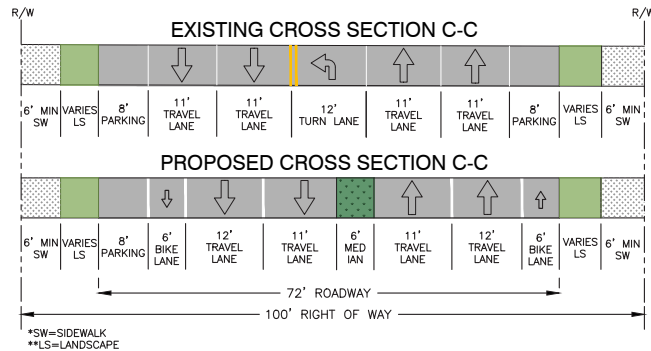 R/W
EXISTING CROSS SECTION C-C
R/W
6' MIN
SW
VARIES
LS
8'
PARKING
11'
TRAVEL
LANE
11'
TRAVEL
LANE
12'
TURN LANE
11'
TRAVEL
LANE
11'
TRAVEL
LANE
8'
PARKING
VARIES
LS
6' MIN
SW
PROPOSED CROSS SECTION C-C
6' MIN
SW
VARIES
LS
8'
PARKING
6'
BIKE
LANE
12'
TRAVEL
LANE
11'
TRAVEL
LANE
6'
MED
IAN
11'
TRAVEL
LANE
12'
TRAVEL
LANE
6'
BIKE
LANE
VARIES
LS
6' MIN
SW
72' ROADWAY
100' RIGHT OF WAY
*SW=SIDEWALK
**LS=LANDSCAPE